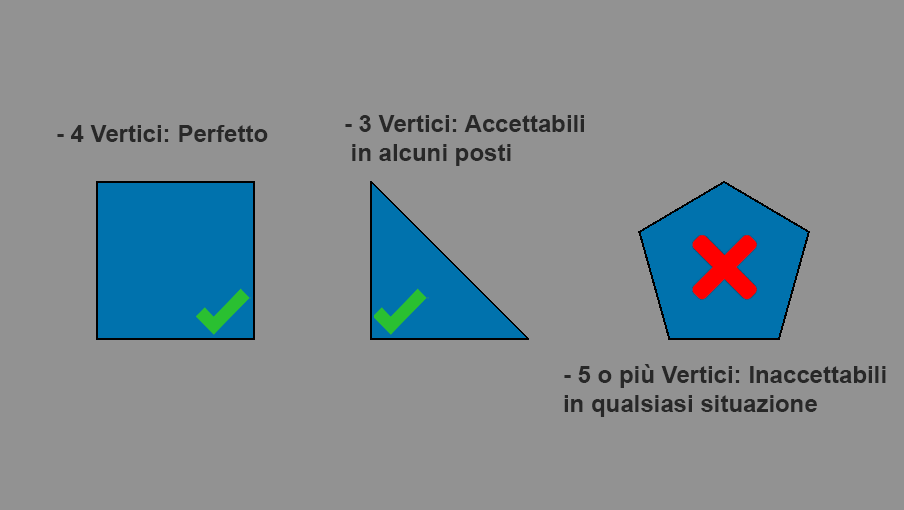 - 4 Vertici: Perfetto
- 3 Vertici: Accettabili
in alcuni posti
- 5 o più Vertici: Inaccettabili
in qualsiasi situazione